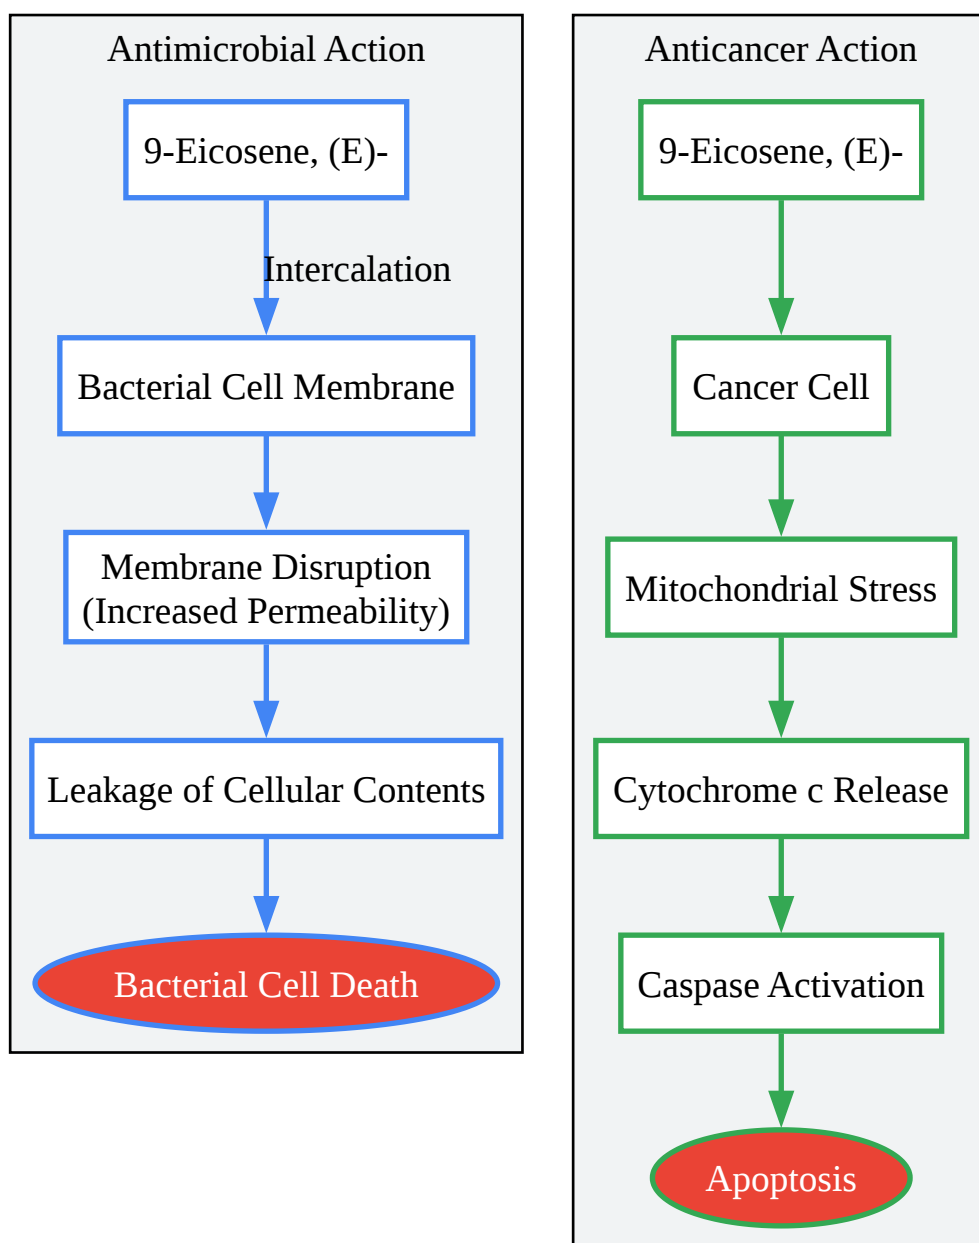 Antimicrobial Action
9-Eicosene, (E)-
Intercalation
Bacterial Cell Membrane
Membrane Disruption
(Increased Permeability)
Leakage of Cellular Contents
Bacterial Cell Death
Anticancer Action
9-Eicosene, (E)-
Cancer Cell
Mitochondrial Stress
Cytochrome c Release
Caspase Activation
Apoptosis